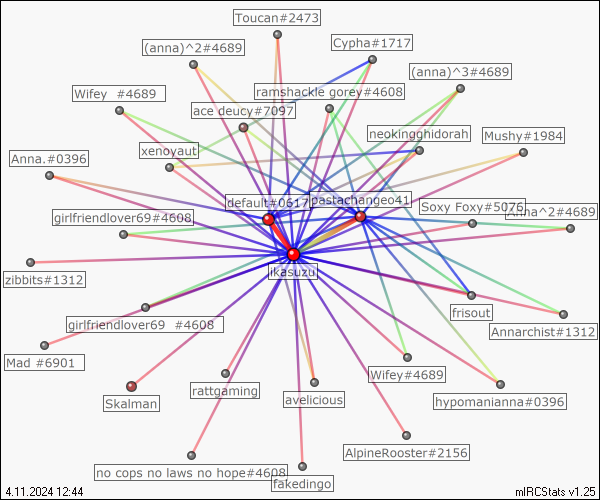 Toucan#2473
(anna)^2#4689
Cypha#1717
(anna)^3#4689
Wifey  #4689
ramshackle gorey#4608
ace deucy#7097
neokingghidorah
Mushy#1984
xenoyaut
Anna.#0396
default#0617
pastachangeo41
Soxy Foxy#5076
Anna^2#4689
girlfriendlover69#4608
ikasuzu
zibbits#1312
frisout
girlfriendlover69  #4608
Annarchist#1312
Mad #6901
Wifey#4689
rattgaming
avelicious
hypomanianna#0396
Skalman
AlpineRooster#2156
no cops no laws no hope#4608
fakedingo
4.11.2024 12:44
mIRCStats v1.25